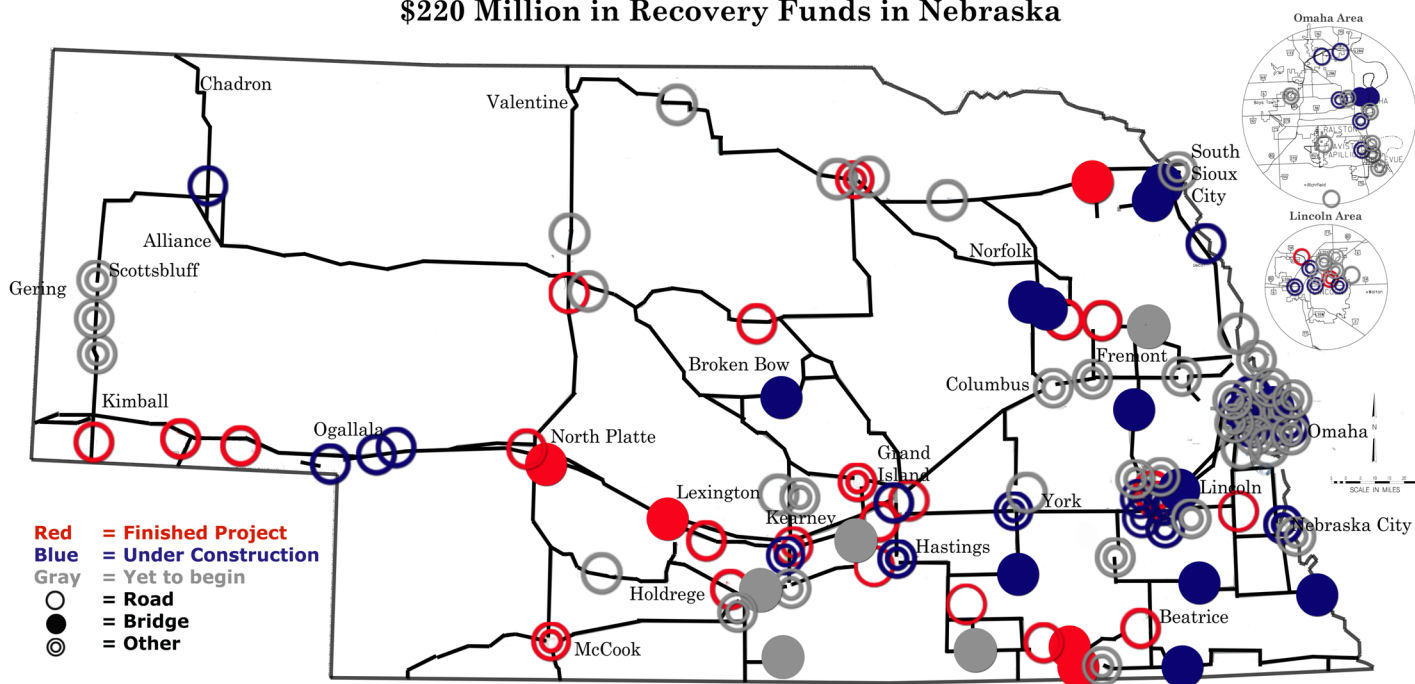 $220 Million in Recovery Funds in Nebraska
Omaha Area
Chadron
Valentine
South
Sioux
City
Lincoln Area
Alliance
Norfolk
Scottsbluff
Gering
Broken Bow
Fremont
Columbus
Kimball
Ogallala
North Platte
Grand
Island
Omaha
N
SCALE IN MILES
Lexington
York
Lincoln
Kearney
Nebraska City
Hastings
Holdrege
Beatrice
McCook
Red = Finished Project
Blue = Under Construction
Gray = Yet to begin
= Road
= Bridge
= Other
RALSTON